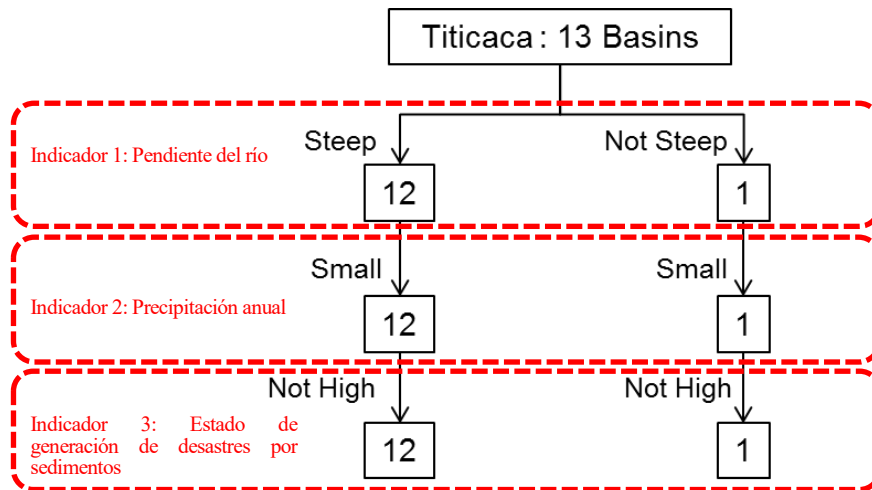 Titicaca : 13 Basins
Steep
Not Steep
Indicador 1: Pendiente del río
12
1
Small
Small
Indicador 2: Precipitación anual
12
1
Not High
Not High
Indicador 3: Estado de
generación de desastres por
sedimentos
12
1